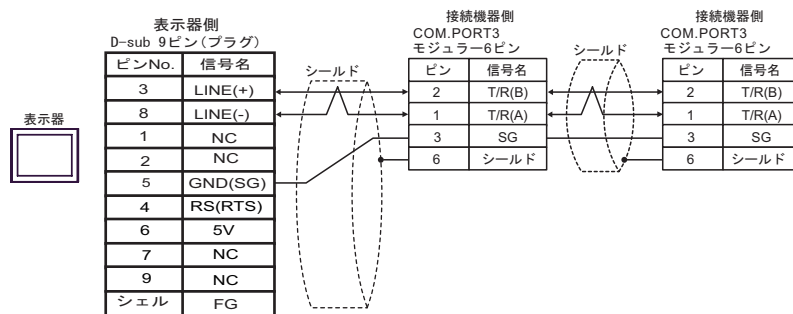 表示器
表示器側
D-sub 9ピン(プラグ)
ピンNo. 信号名
3 LINE(+)
8 LINE(-)
1 NC
2 NC
5 GND(SG)
4 RS(RTS)
6 5V
7 NC
9 NC
シェル FG
シールド
接続機器側
COM.PORT3
モジュラー6ピン
ピン 信号名
2 T/R(B)
1 T/R(A)
3 SG
6 シールド
シールド
接続機器側
COM.PORT3
モジュラー6ピン
ピン 信号名
2 T/R(B)
1 T/R(A)
3 SG
6 シールド